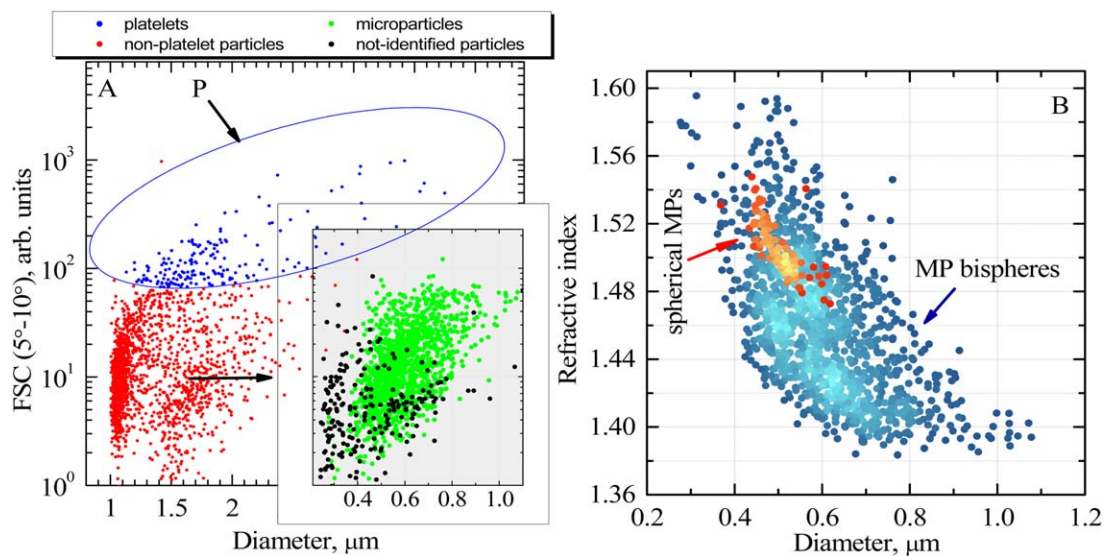 platelets
microparticles
non-platelet particles
not-identified particles
A
P
FSC (5°-10°), arb. units
10³
10²
10¹
10⁰
1
1.5
2
0.4
0.6
0.8
1.0
Diameter, μm
B
Refractive index
1.60
1.56
1.52
1.48
1.44
1.40
1.36
spherical MPs
MP bispheres
0.2
0.4
0.6
0.8
1.0
1.2
Diameter, μm